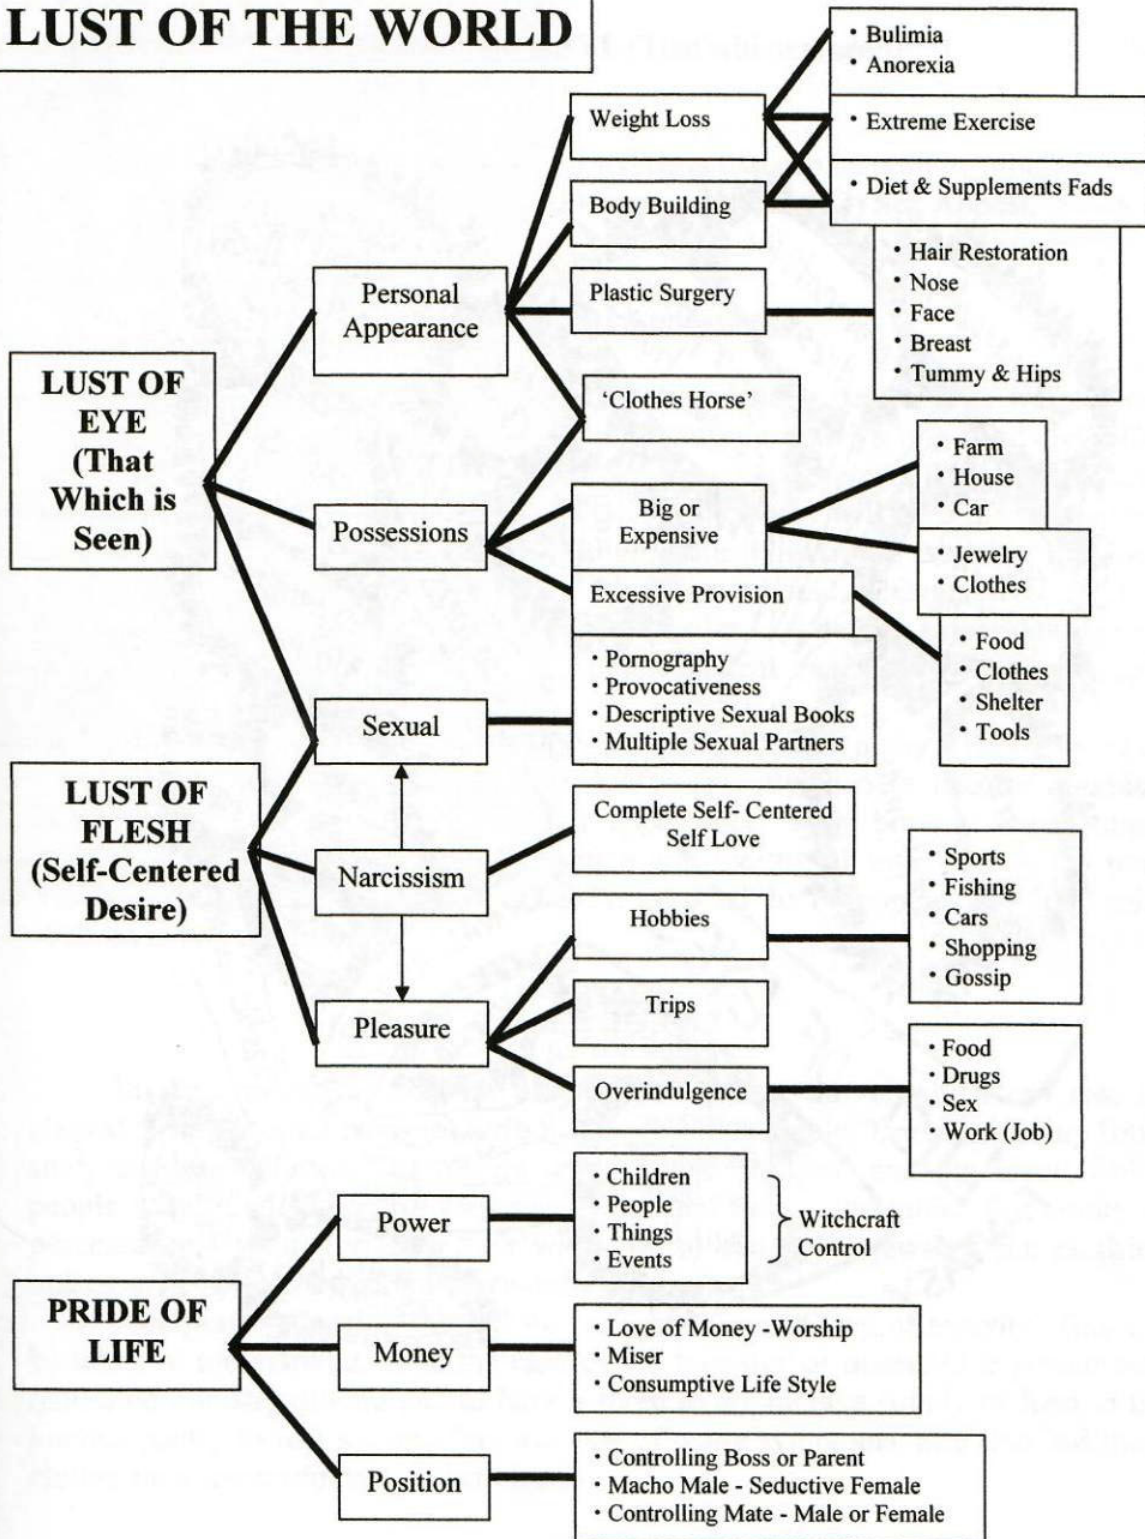 LUST OF THE WORLD
• Bulimia
• Anorexia
Weight Loss
• Extreme Exercise
• Diet & Supplements Fads
Body Building
• Hair Restoration
• Nose
• Face
• Breast
• Tummy & Hips
Plastic Surgery
Personal
Appearance
LUST OF
EYE
(That
Which is
Seen)
'Clothes Horse'
• Farm
• House
• Car
Big or
Expensive
Possessions
• Jewelry
• Clothes
Excessive Provision
• Food
• Clothes
• Shelter
• Tools
• Pornography
• Provocativeness
• Descriptive Sexual Books
• Multiple Sexual Partners
Sexual
LUST OF
FLESH
(Self-Centered
Desire)
Complete Self- Centered
Self Love
Narcissism
Hobbies
• Sports
• Fishing
• Cars
• Shopping
• Gossip
Trips
Pleasure
Overindulgence
• Food
• Drugs
• Sex
• Work (Job)
Power
• Children
• People
• Things
• Events
Witchcraft
Control
PRIDE OF
LIFE
Money
• Love of Money -Worship
• Miser
• Consumptive Life Style
Position
• Controlling Boss or Parent
• Macho Male - Seductive Female
• Controlling Mate - Male or Female